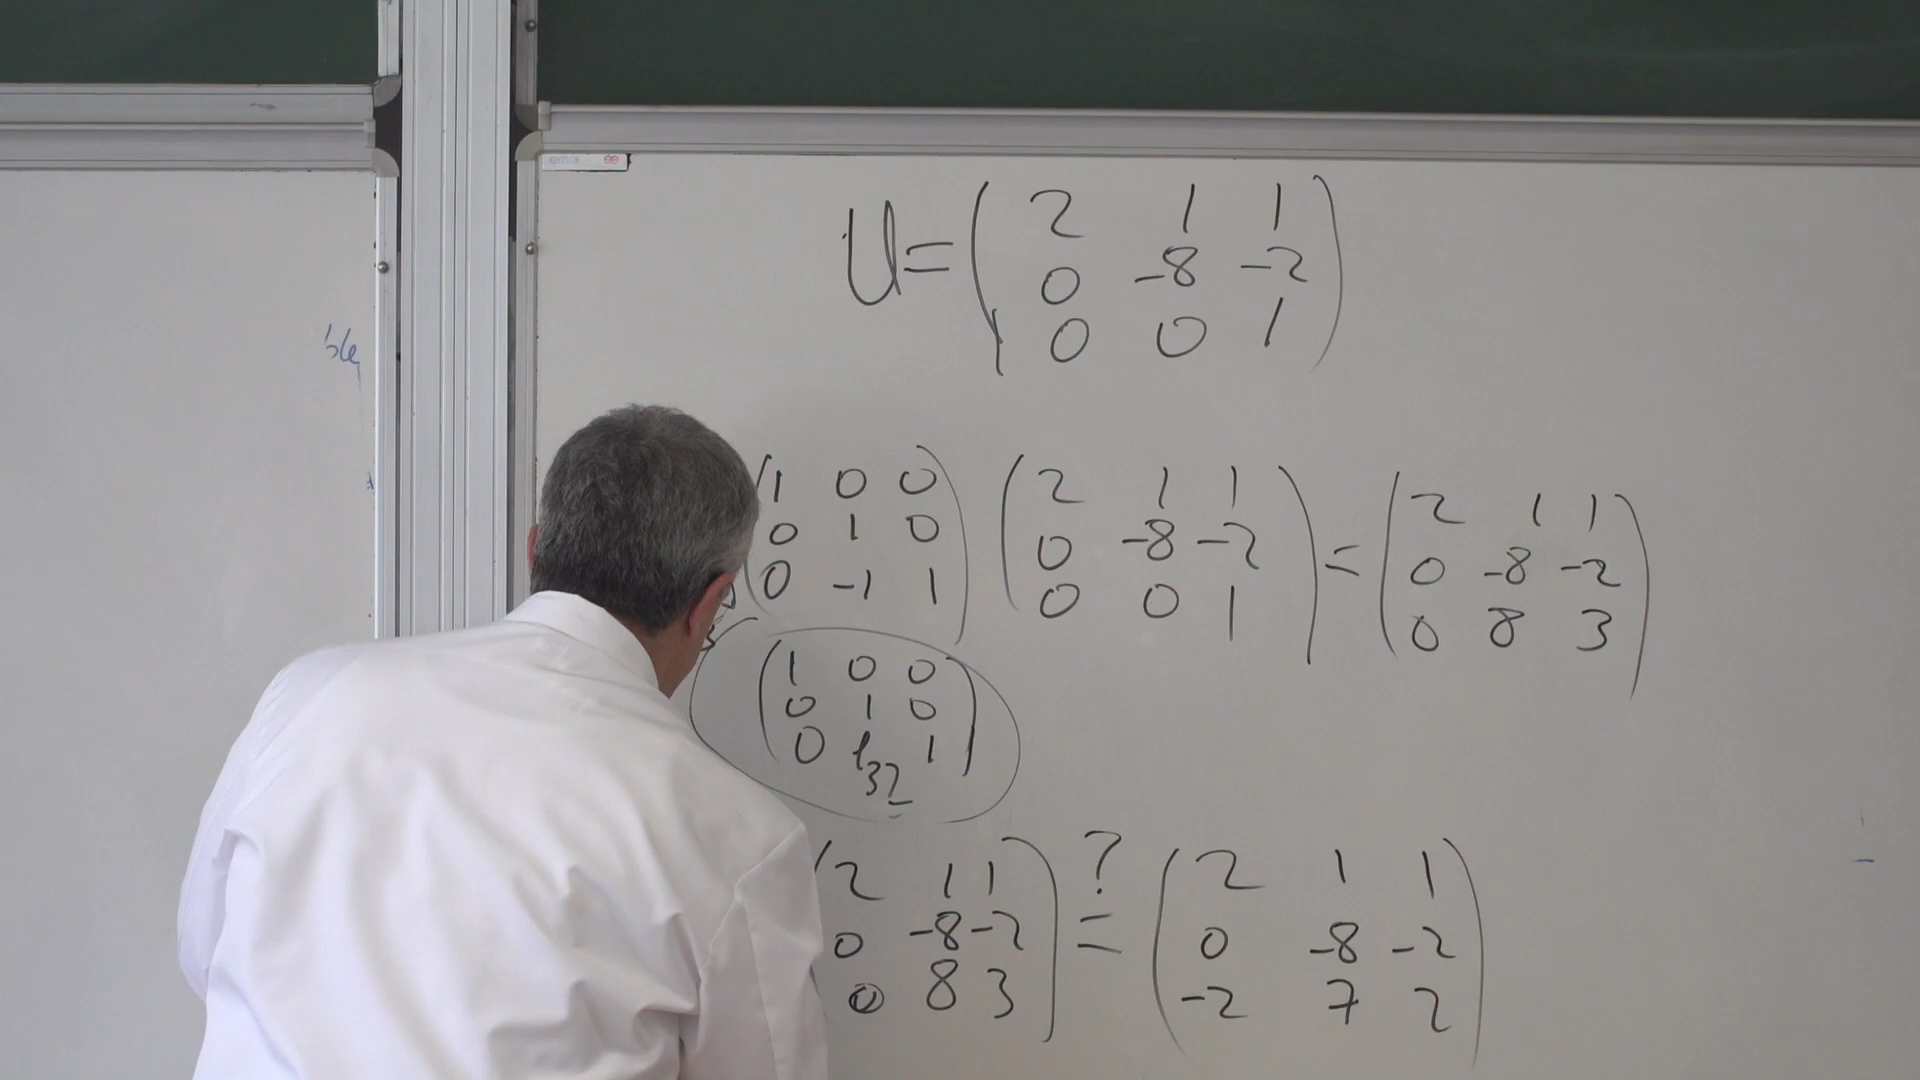 U = ( 2 1 1
0 -8 -2
0 0 1 )
( 1 0 0
0 1 0
0 -1 1 ) ( 2 1 1
0 -8 -2
0 0 1 ) = ( 2 1 1
0 -8 -2
0 8 3 )
( 1 0 0
0 1 0
0 l₃₂ 1 )
( 2 1 1
0 -8 -2
0 8 3 ) ?= ( 2 1 1
0 -8 -2
-2 7 2 )